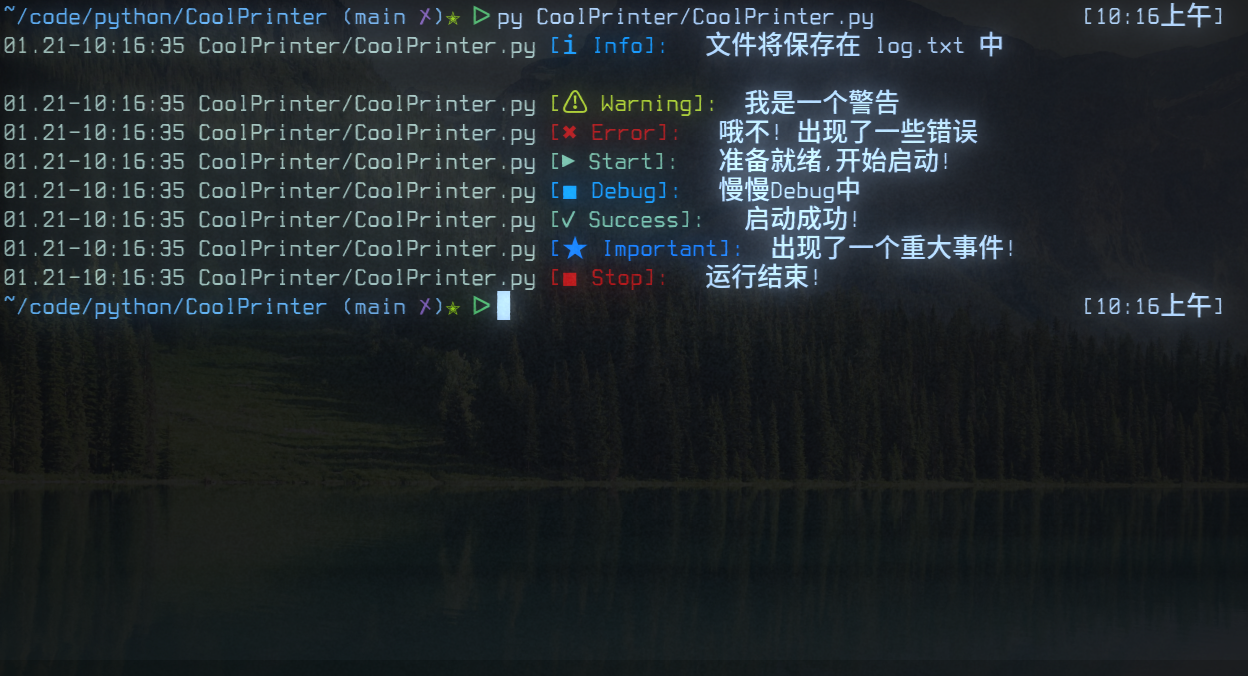 ~/code/python/CoolPrinter (main ✗)★ ▷py CoolPrinter/CoolPrinter.py [10:16上午]
01.21-10:16:35 CoolPrinter/CoolPrinter.py [ℹ Info]: 文件将保存在 log.txt 中
01.21-10:16:35 CoolPrinter/CoolPrinter.py [⚠ Warning]: 我是一个警告
01.21-10:16:35 CoolPrinter/CoolPrinter.py [✖ Error]: 哦不! 出现了一些错误
01.21-10:16:35 CoolPrinter/CoolPrinter.py [▶ Start]: 准备就绪,开始启动!
01.21-10:16:35 CoolPrinter/CoolPrinter.py [■ Debug]: 慢慢Debug中
01.21-10:16:35 CoolPrinter/CoolPrinter.py [✓ Success]: 启动成功!
01.21-10:16:35 CoolPrinter/CoolPrinter.py [★ Important]: 出现了一个重大事件!
01.21-10:16:35 CoolPrinter/CoolPrinter.py [■ Stop]: 运行结束!
~/code/python/CoolPrinter (main ✗)★ ▷ [10:16上午]